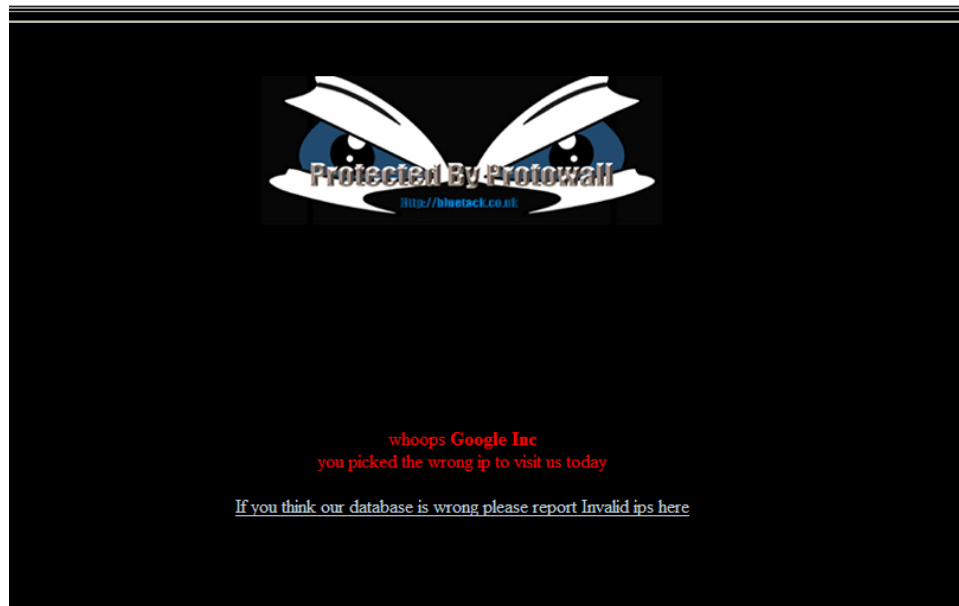 Protected By Protowall
Http://bluetack.co.uk
whoops Google Inc
you picked the wrong ip to visit us today
If you think our database is wrong please report Invalid ips here